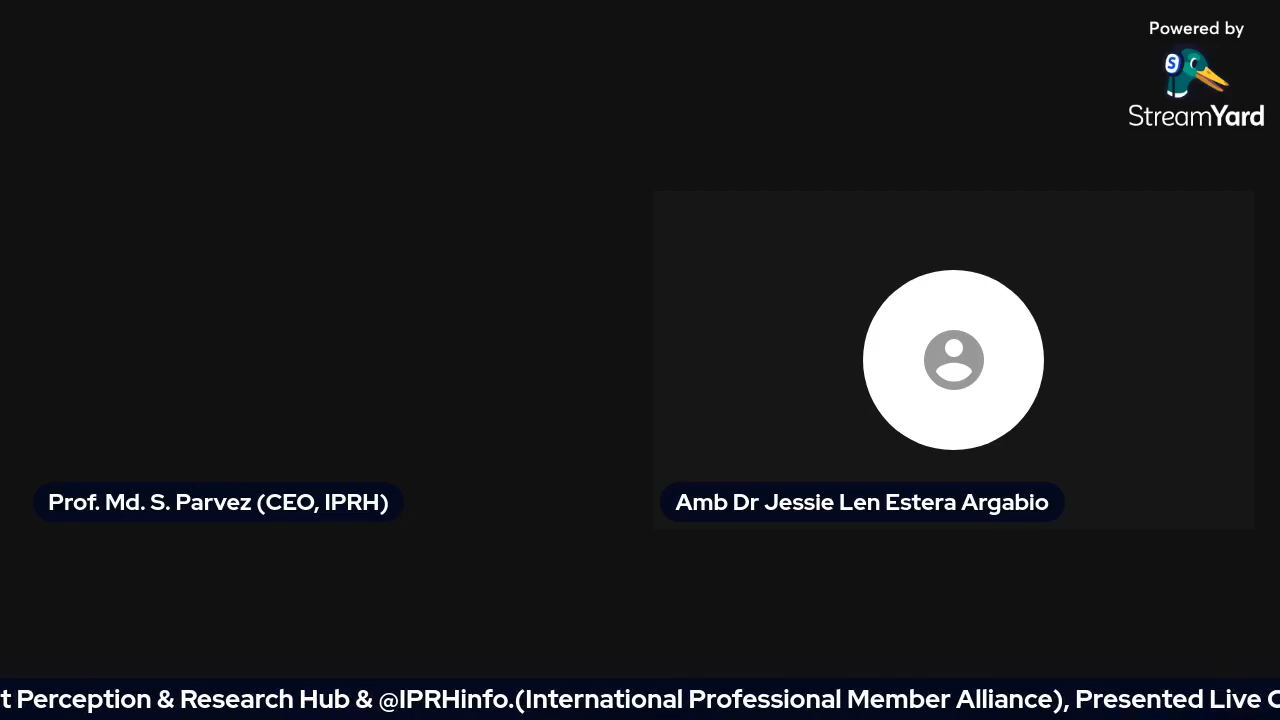 Powered by
S
StreamYard
Prof. Md. S. Parvez (CEO, IPRH)
Amb Dr Jessie Len Estera Argabio
t Perception & Research Hub & @IPRHinfo.(International Professional Member Alliance), Presented Live